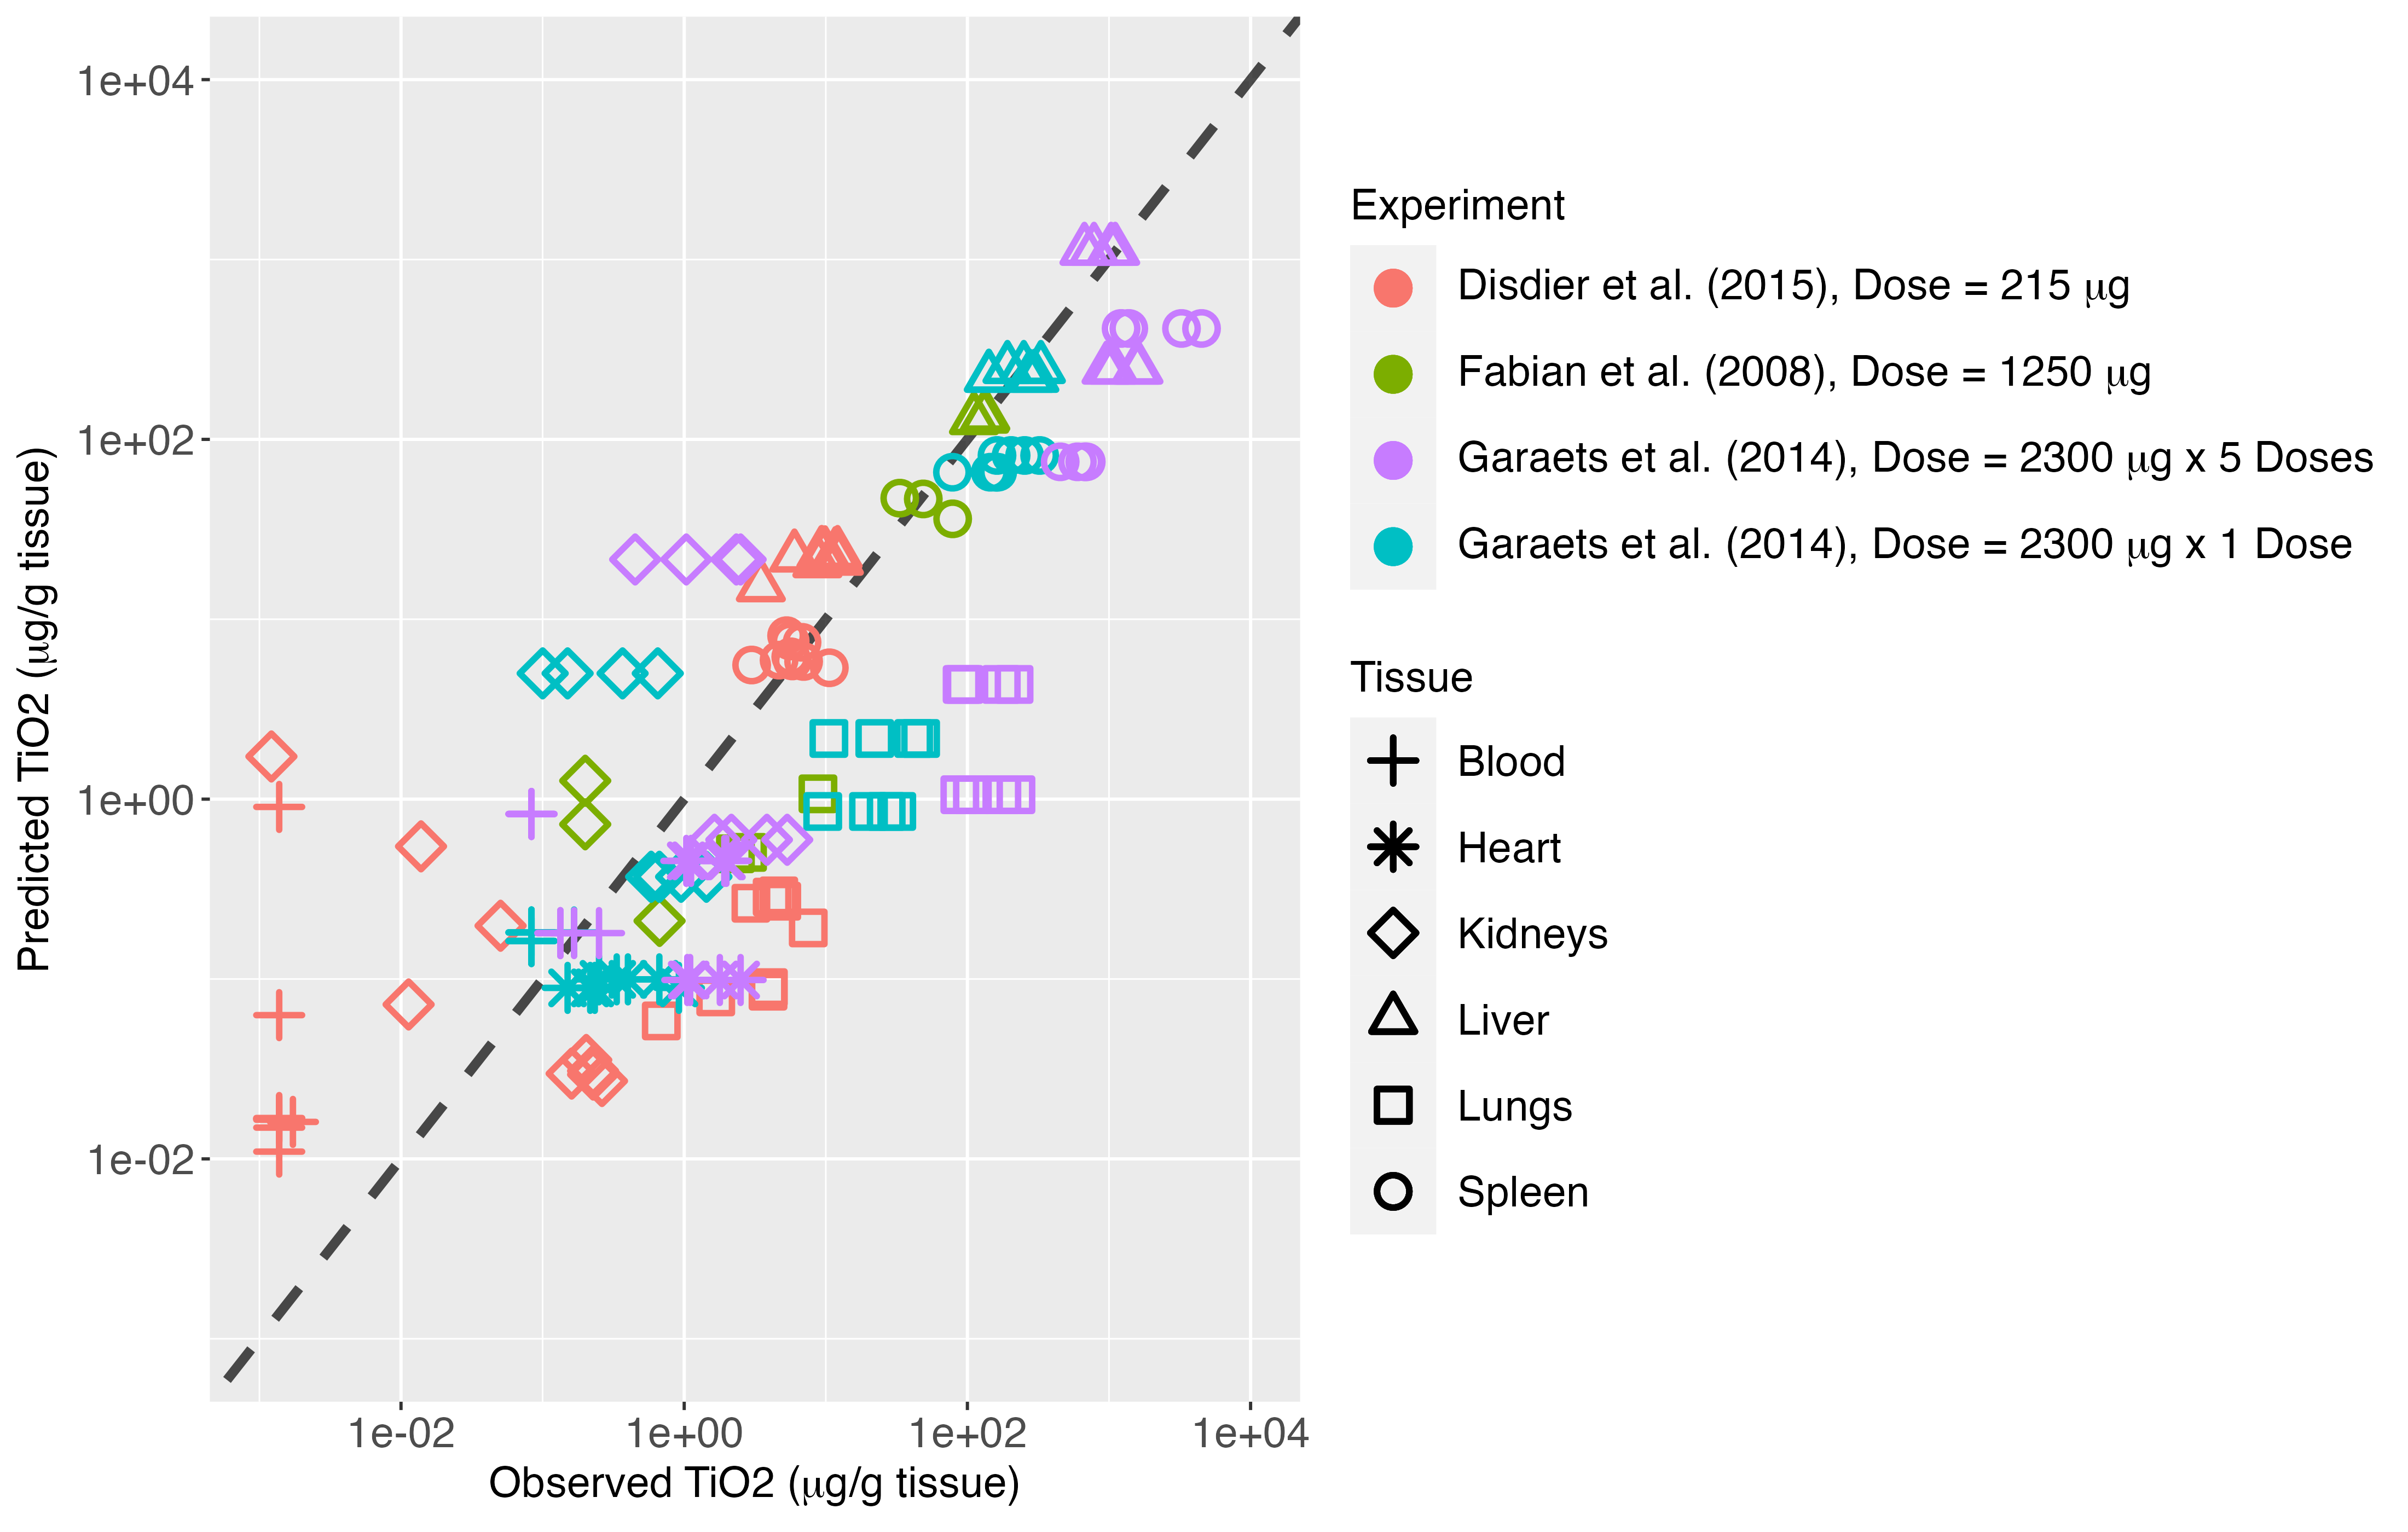 Predicted TiO2 (μg/g tissue)
1e+04
1e+02
1e+00
1e-02
1e-02
1e+00
1e+02
1e+04
Observed TiO2 (μg/g tissue)
Experiment
Disdier et al. (2015), Dose = 215 μg
Fabian et al. (2008), Dose = 1250 μg
Garaets et al. (2014), Dose = 2300 μg x 5 Doses
Garaets et al. (2014), Dose = 2300 μg x 1 Dose
Tissue
Blood
Heart
Kidneys
Liver
Lungs
Spleen